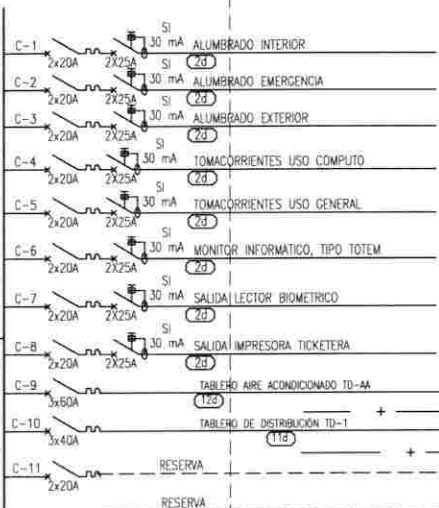 SI
C-1 30 mA ALUMBRADO INTERIOR
2x20A 2X25A 2d
SI
C-2 30 mA ALUMBRADO EMERGENCIA
2x20A 2X25A 2d
SI
C-3 30 mA ALUMBRADO EXTERIOR
2x20A 2X25A 2d
SI
C-4 30 mA TOMACORRIENTES USO COMPUTO
2x20A 2X25A 2d
SI
C-5 30 mA TOMACORRIENTES USO GENERAL
2x20A 2X25A 2d
SI
C-6 30 mA MONITOR INFORMATICO, TIPO TOTEM
2x20A 2X25A 2d
SI
C-7 30 mA SALIDA LECTOR BIOMETRICO
2x20A 2X25A 2d
SI
C-8 30 mA SALIDA IMPRESORA TICKETERA
2x20A 2X25A 2d
C-9 TABLERO AIRE ACONDICIONADO TD-AA
3x60A 12d
C-10 TABLERO DE DISTRIBUCIÓN TD-1
3x40A 11d
C-11 RESERVA
2x20A
RESERVA